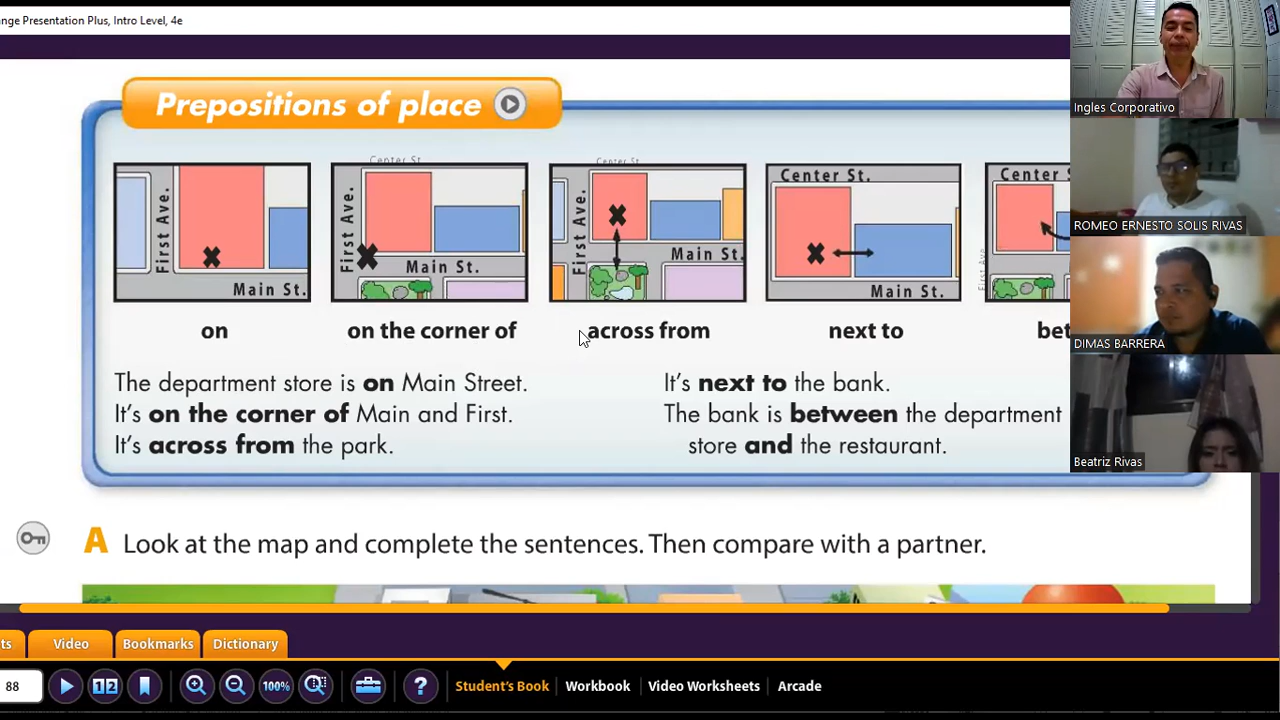 ange Presentation Plus, Intro Level, 4e
Prepositions of place
First Ave.
Main St.
Center St
First Ave.
Main St.
Center St
First Ave.
Main St.
Center St.
Main St.
Center S
First Ave
on
on the corner of
across from
next to
bet
The department store is on Main Street.
It's on the corner of Main and First.
It's across from the park.
It's next to the bank.
The bank is between the department
store and the restaurant.
A Look at the map and complete the sentences. Then compare with a partner.
Ingles Corporativo
ROMEO ERNESTO SOLIS RIVAS
DIMAS BARRERA
Beatriz Rivas
ts
Video
Bookmarks
Dictionary
88
12
100%
?
Student's Book
Workbook
Video Worksheets
Arcade